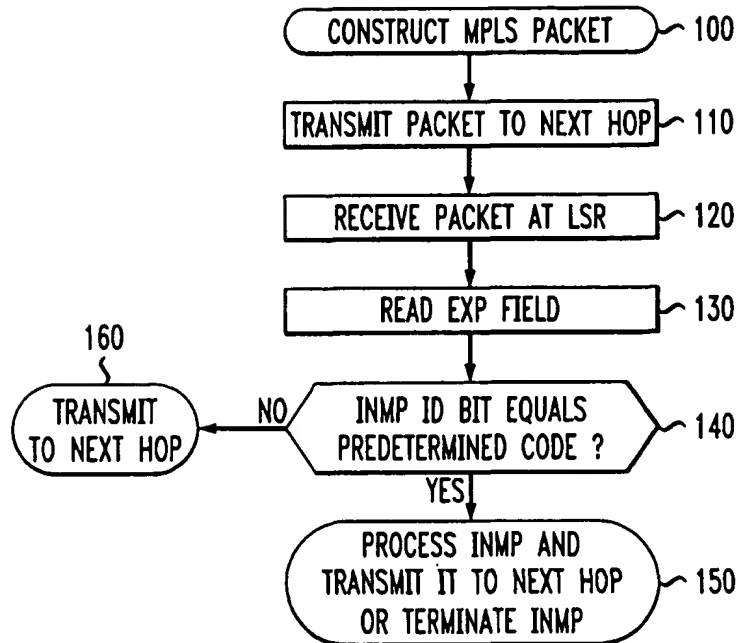 CONSTRUCT MPLS PACKET 100
TRANSMIT PACKET TO NEXT HOP 110
RECEIVE PACKET AT LSR 120
READ EXP FIELD 130
160
TRANSMIT
TO NEXT HOP
NO
INMP ID BIT EQUALS
PREDETERMINED CODE ?
140
YES
PROCESS INMP AND
TRANSMIT IT TO NEXT HOP
OR TERMINATE INMP
150